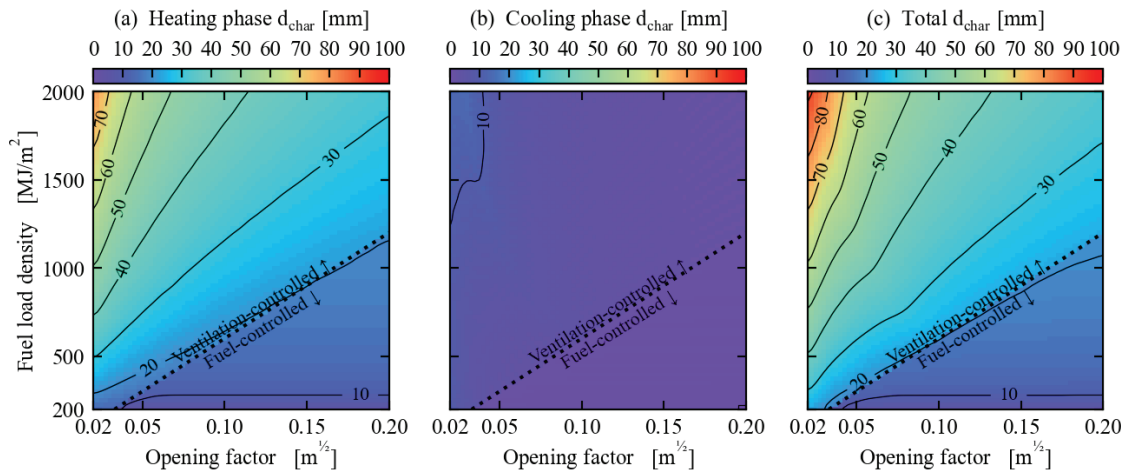 (a) Heating phase d_char [mm]
0 10 20 30 40 50 60 70 80 90 100
(b) Cooling phase d_char [mm]
0 10 20 30 40 50 60 70 80 90 100
(c) Total d_char [mm]
0 10 20 30 40 50 60 70 80 90 100
Fuel load density [MJ/m²]
2000
1500
1000
500
200
70
60
50
40
30
20
10
Ventilation-controlled ↑
Fuel-controlled ↓
0.02 0.05 0.10 0.15 0.20
Opening factor [m^½]
10
Ventilation-controlled ↑
Fuel-controlled ↓
0.02 0.05 0.10 0.15 0.20
Opening factor [m^½]
80
70
60
50
40
30
20
10
Ventilation-controlled ↑
Fuel-controlled ↓
0.02 0.05 0.10 0.15 0.20
Opening factor [m^½]